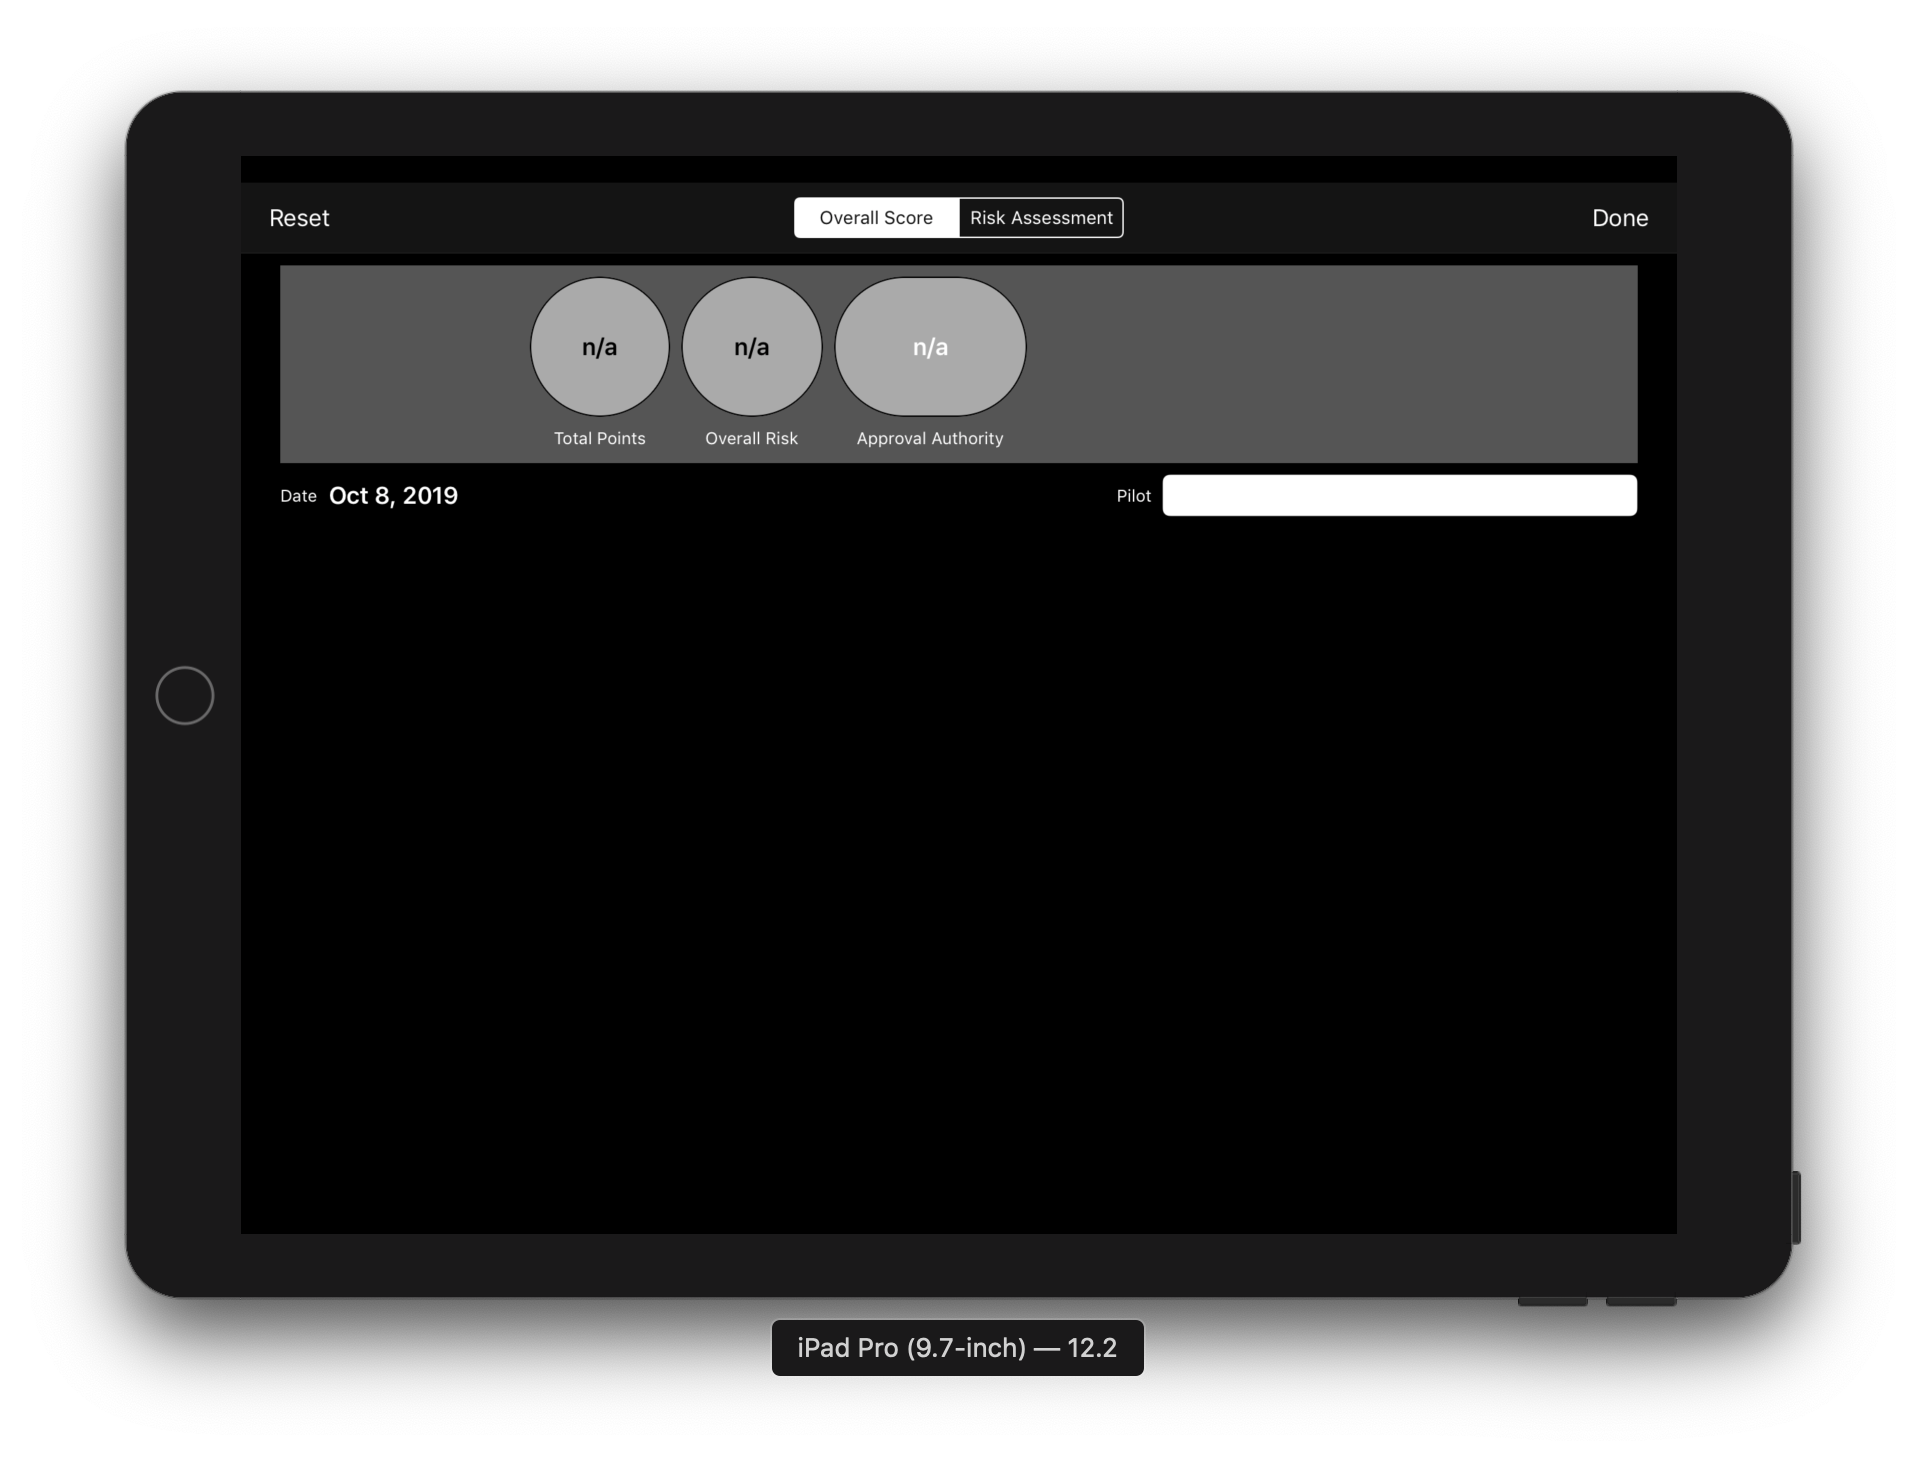 Reset
Overall Score
Risk Assessment
Done
n/a
n/a
n/a
Total Points
Overall Risk
Approval Authority
Date Oct 8, 2019
Pilot
iPad Pro (9.7-inch) — 12.2